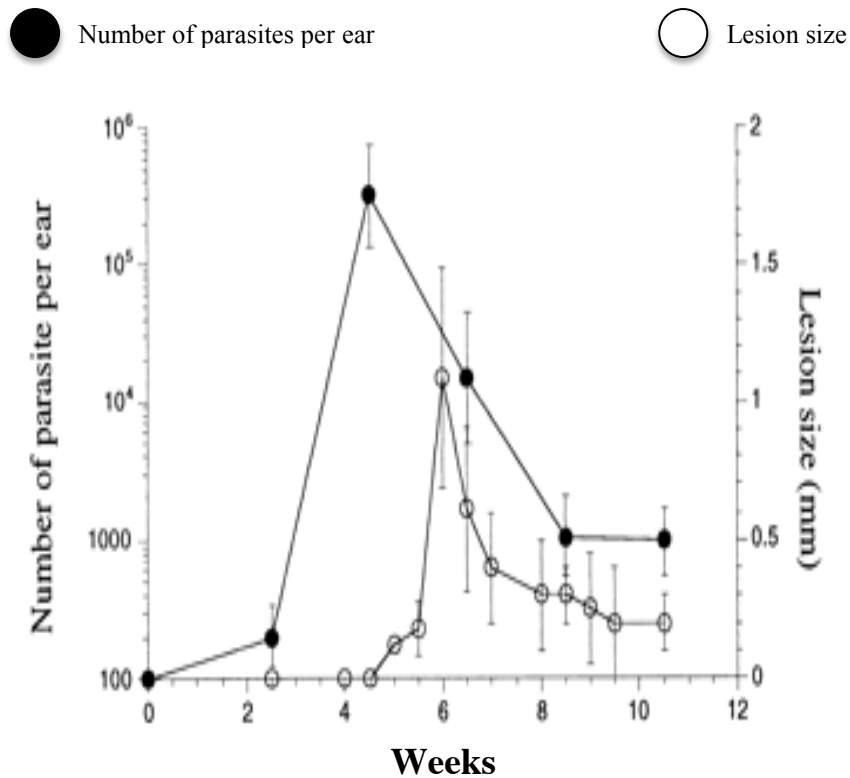 Number of parasites per ear
Lesion size
Number of parasite per ear
10⁶
10⁵
10⁴
1000
100
2
1.5
1
0.5
0
Lesion size (mm)
0 2 4 6 8 10 12
Weeks